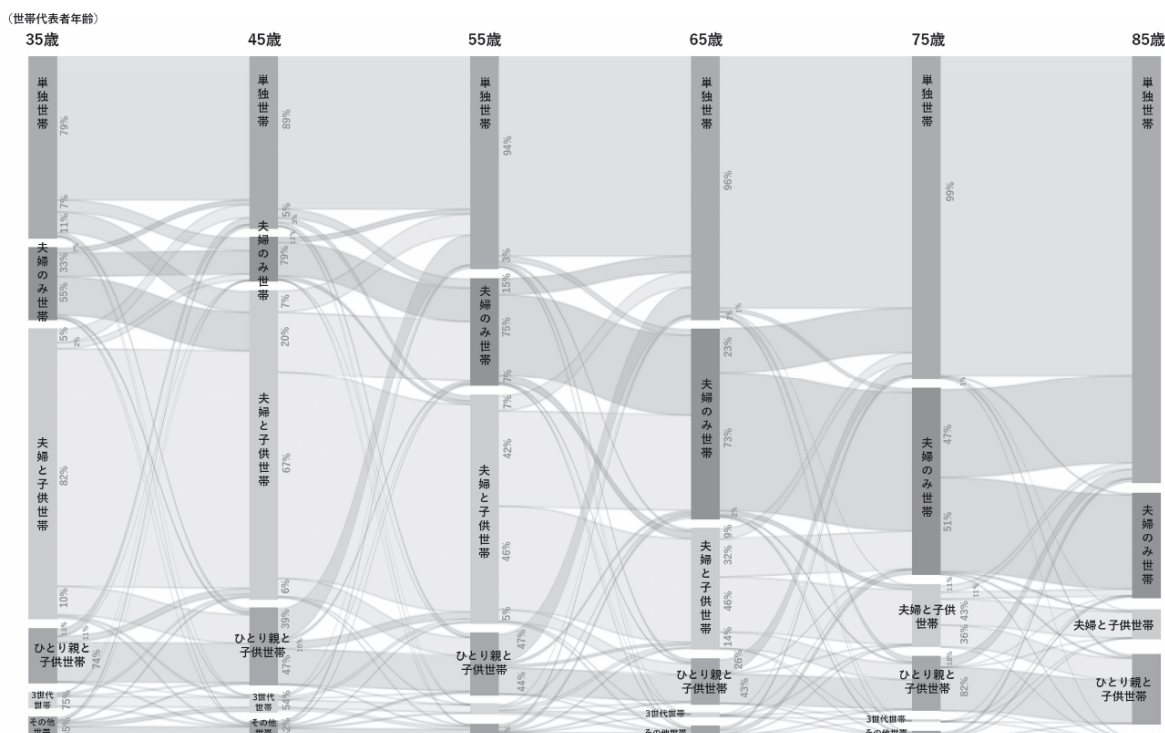 （世帯代表者年齢）
35歳 45歳 55歳 65歳 75歳 85歳
単独世帯
79%
7%
11%
夫婦のみ世帯
33%
55%
夫婦と子供世帯
5%
2%
82%
10%
ひとり親と
子供世帯
13%
11%
74%
3世代
世帯
75%
その他
単独世帯
89%
5%
夫婦のみ世帯
12%
79%
7%
夫婦と子供世帯
20%
67%
6%
ひとり親と
子供世帯
39%
47%
3世代
世帯
54%
その他
単独世帯
94%
3%
夫婦のみ世帯
15%
75%
7%
夫婦と子供世帯
7%
42%
46%
5%
ひとり親と
子供世帯
47%
44%
単独世帯
96%
1%
夫婦のみ世帯
23%
73%
2%
夫婦と子供世帯
9%
32%
46%
14%
ひとり親と
子供世帯
26%
43%
3世代世帯
その他世帯
単独世帯
99%
夫婦のみ世帯
47%
51%
夫婦と子供
世帯
11%
11%
43%
36%
ひとり親と
子供世帯
82%
3世代世帯
その他世帯
単独世帯
夫婦のみ世帯
夫婦と子供世帯
ひとり親と
子供世帯